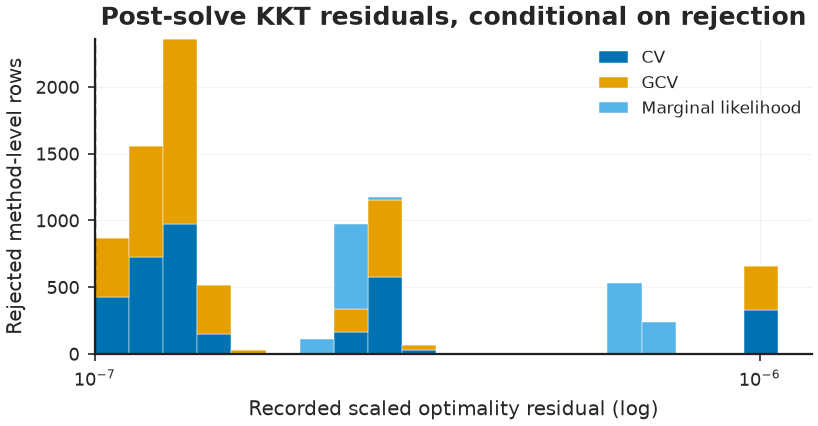 Post-solve KKT residuals, conditional on rejection
CV
GCV
Marginal likelihood
Rejected method-level rows
2000
1500
1000
500
0
10⁻⁷
10⁻⁶
Recorded scaled optimality residual (log)